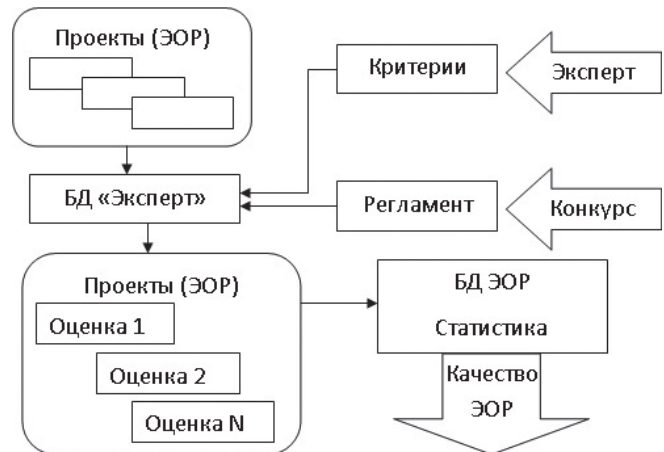 Проекты (ЭОР)
Критерии
Эксперт
БД «Эксперт»
Регламент
Конкурс
Проекты (ЭОР)
Оценка 1
Оценка 2
Оценка N
БД ЭОР
Статистика
Качество
ЭОР